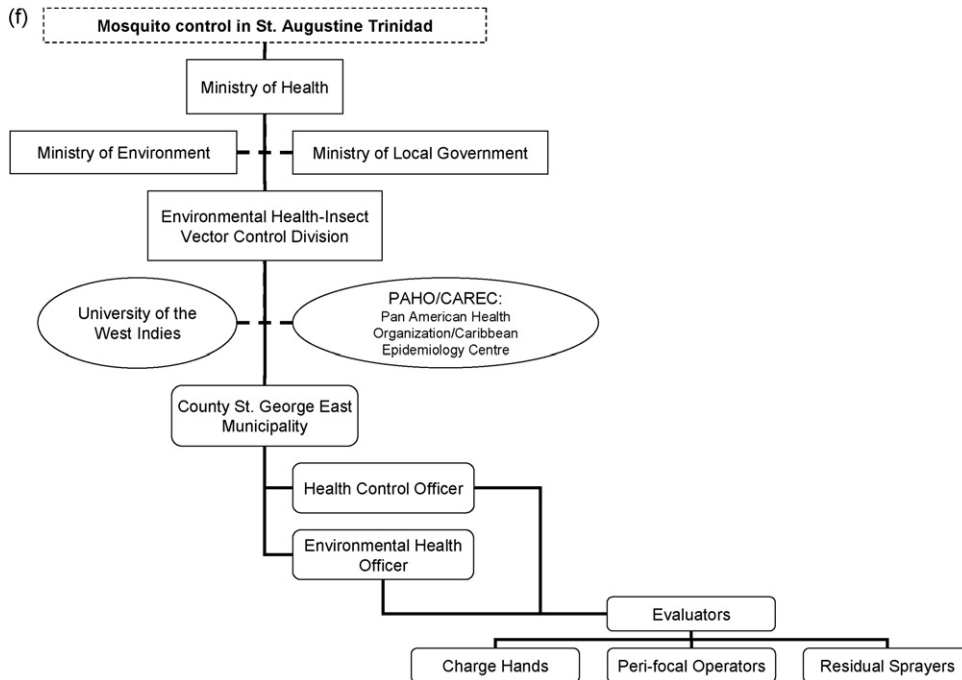 (f)
Mosquito control in St. Augustine Trinidad
Ministry of Health
Ministry of Environment
Ministry of Local Government
Environmental Health-Insect
Vector Control Division
University of the
West Indies
PAHO/CAREC:
Pan American Health
Organization/Caribbean
Epidemiology Centre
County St. George East
Municipality
Health Control Officer
Environmental Health
Officer
Evaluators
Charge Hands
Peri-focal Operators
Residual Sprayers